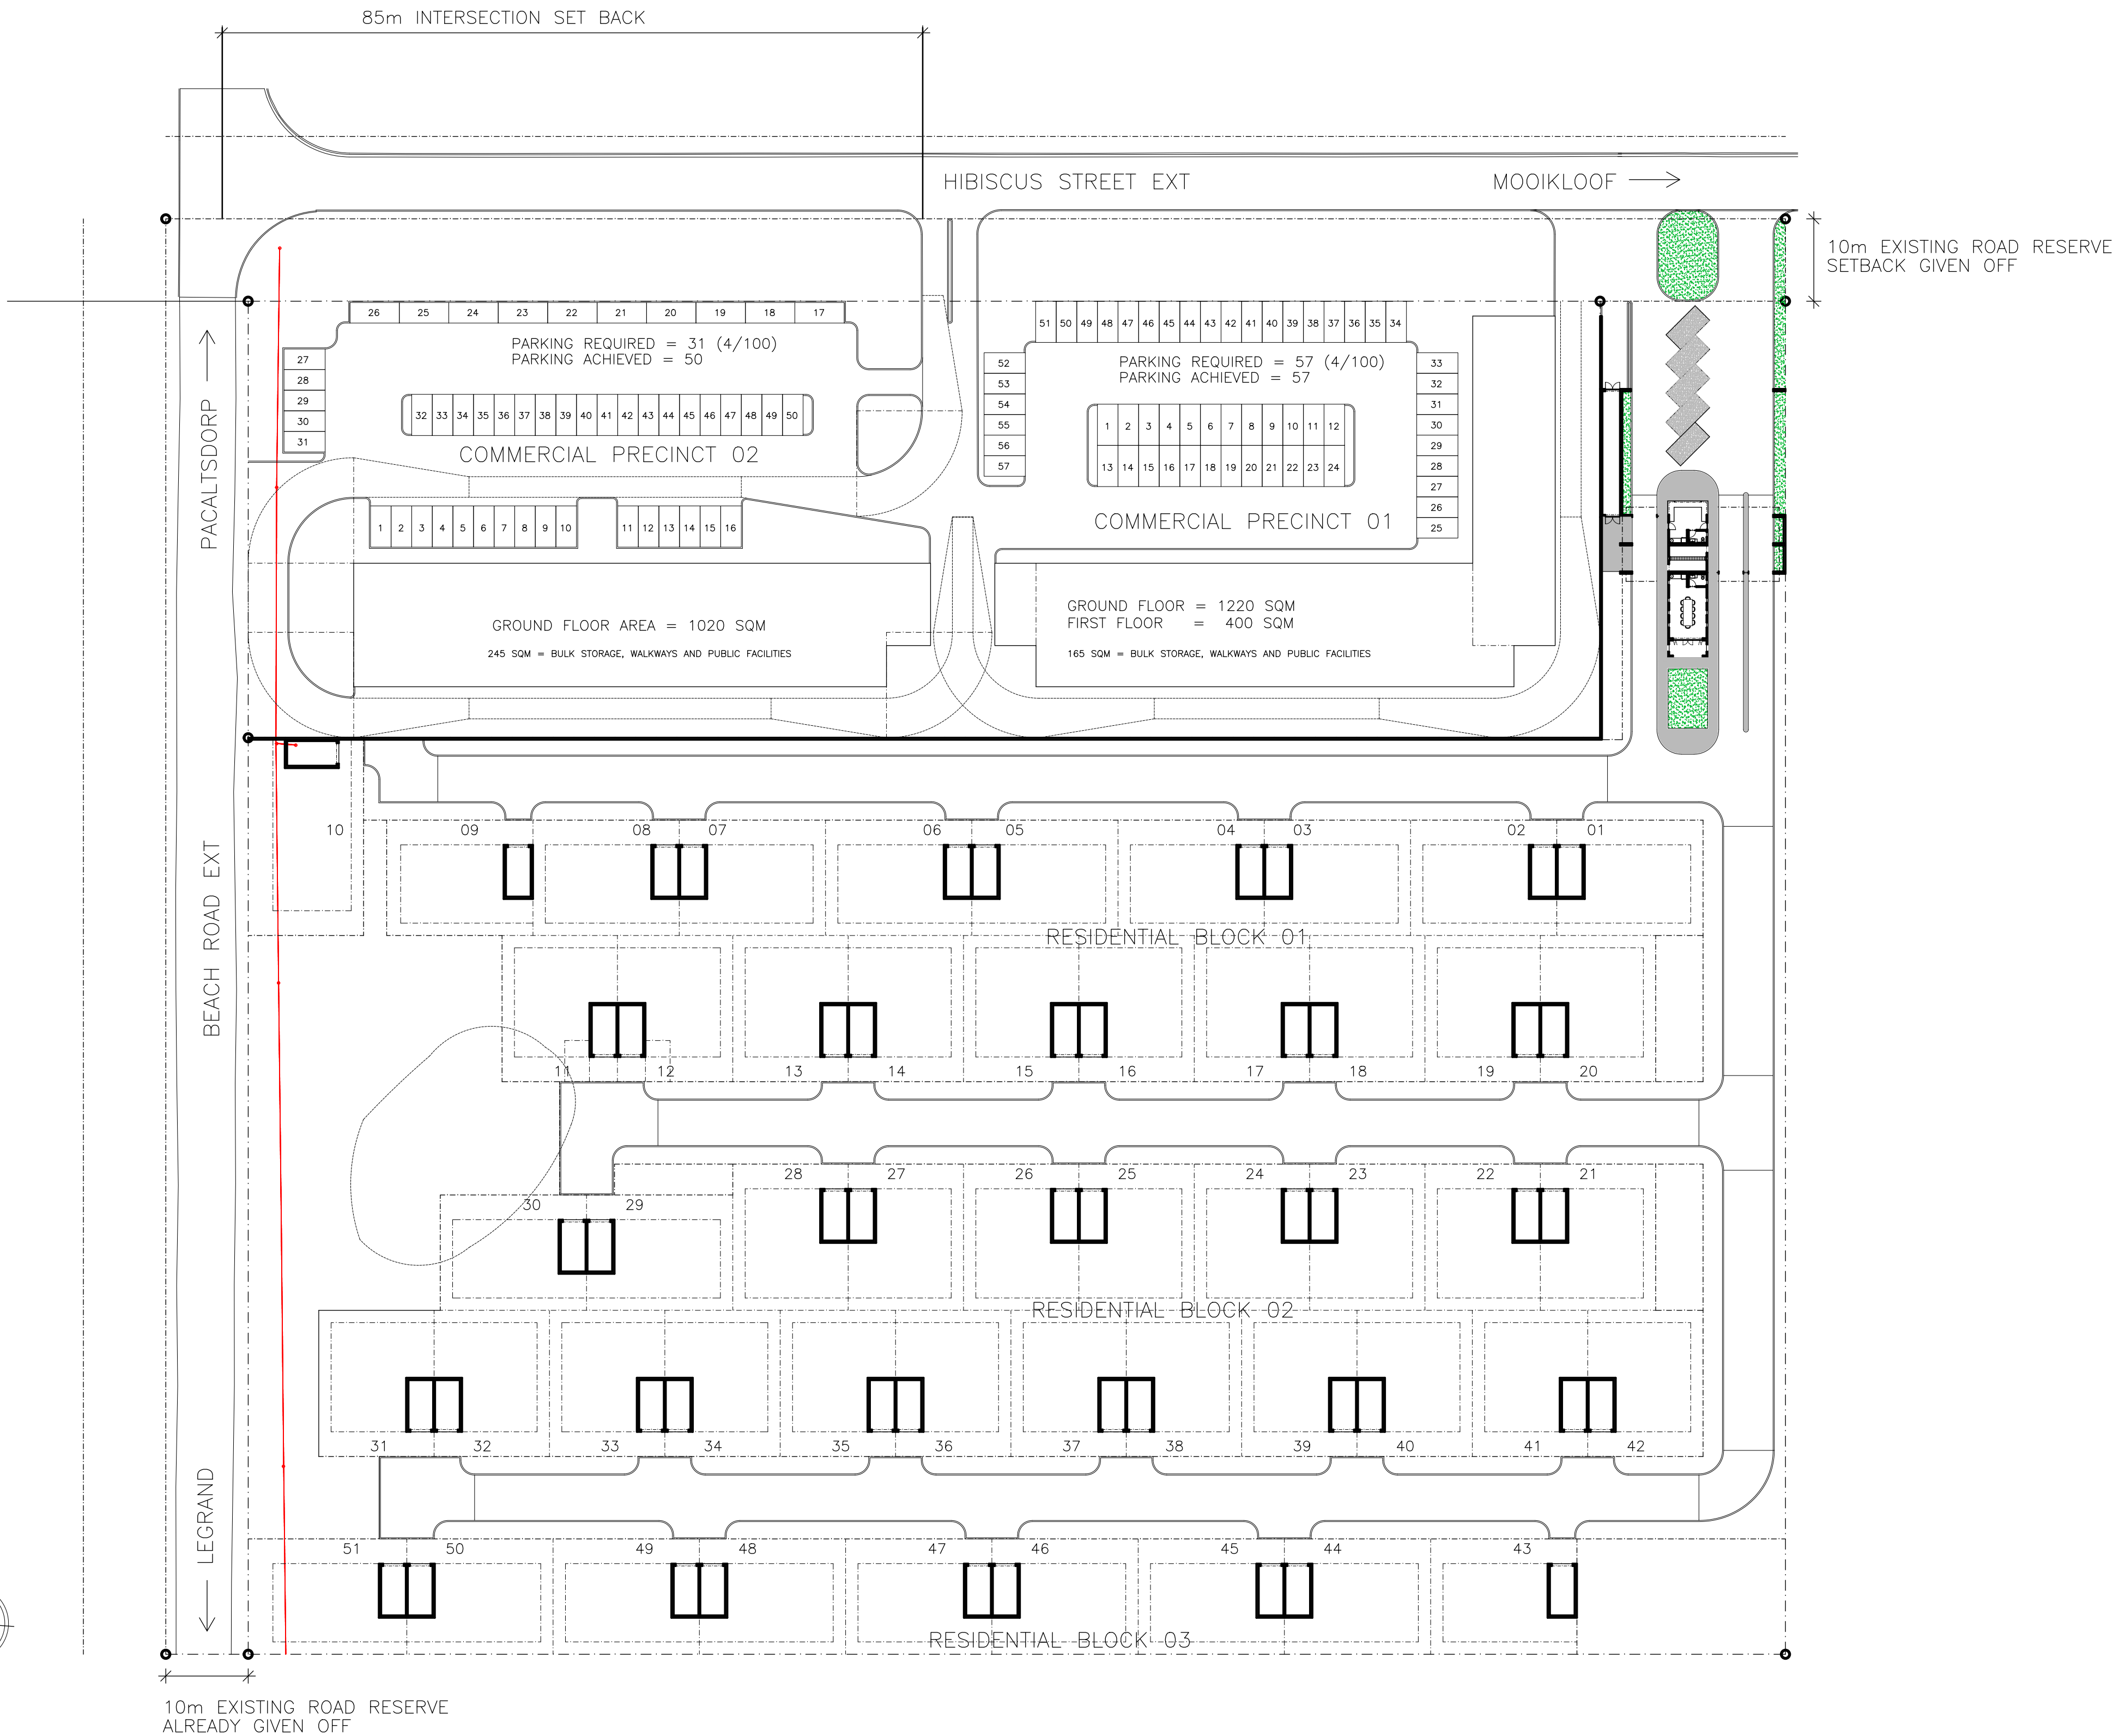 85m INTERSECTION SET BACK
HIBISCUS STREET EXT
MOOIKLOOF
10m EXISTING ROAD RESERVE
SETBACK GIVEN OFF
26 25 24 23 22 21 20 19 18 17
PARKING REQUIRED = 31 (4/100)
PARKING ACHIEVED = 50
27
28
29
30
31
32 33 34 35 36 37 38 39 40 41 42 43 44 45 46 47 48 49 50
COMMERCIAL PRECINCT 02
1 2 3 4 5 6 7 8 9 10
11 12 13 14 15 16
GROUND FLOOR AREA = 1020 SQM
245 SQM = BULK STORAGE, WALKWAYS AND PUBLIC FACILITIES
51 50 49 48 47 46 45 44 43 42 41 40 39 38 37 36 35 34
PARKING REQUIRED = 57 (4/100)
PARKING ACHIEVED = 57
52
53
54
55
56
57
1 2 3 4 5 6 7 8 9 10 11 12
13 14 15 16 17 18 19 20 21 22 23 24
33
32
31
30
29
28
27
26
25
COMMERCIAL PRECINCT 01
GROUND FLOOR = 1220 SQM
FIRST FLOOR = 400 SQM
165 SQM = BULK STORAGE, WALKWAYS AND PUBLIC FACILITIES
PACALTSDORP
BEACH ROAD EXT
LEGRAND
10 09 08 07 06 05 04 03 02 01
RESIDENTIAL BLOCK 01
11 12 13 14 15 16 17 18 19 20
28 27 26 25 24 23 22 21
30 29
RESIDENTIAL BLOCK 02
31 32 33 34 35 36 37 38 39 40 41 42
51 50 49 48 47 46 45 44 43
RESIDENTIAL BLOCK 03
10m EXISTING ROAD RESERVE
ALREADY GIVEN OFF